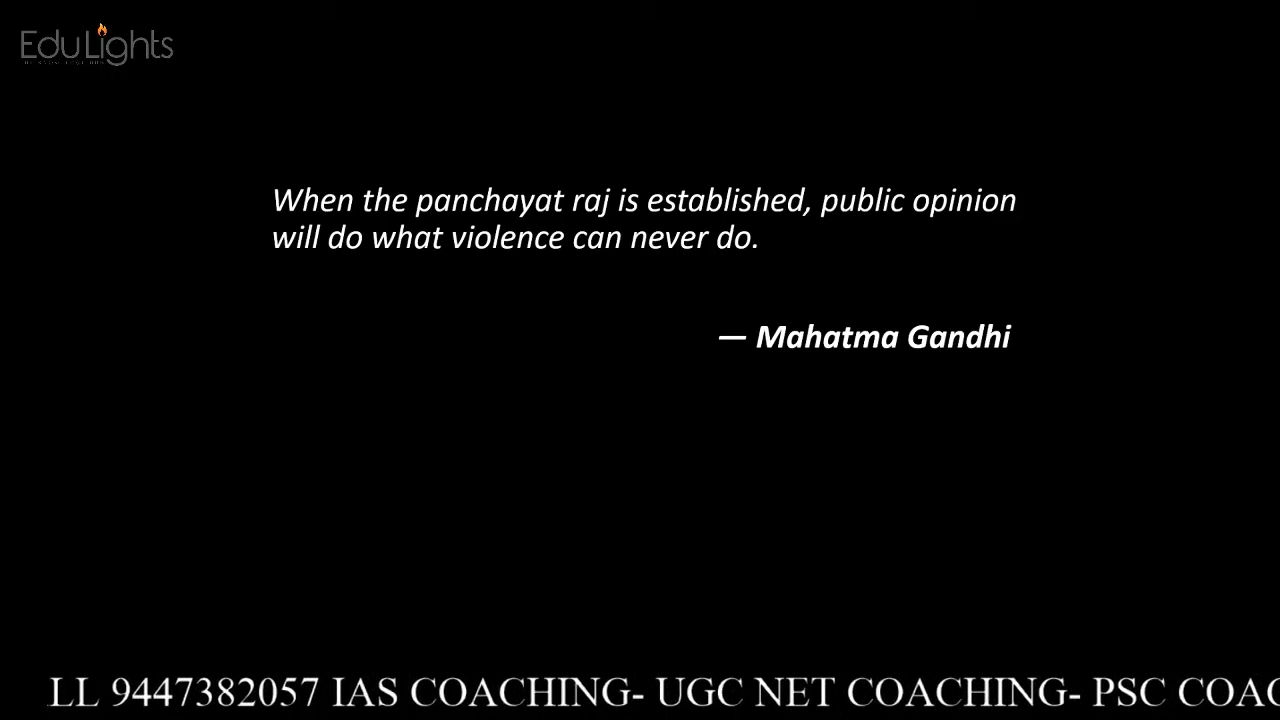 EduLights
When the panchayat raj is established, public opinion
will do what violence can never do.
— Mahatma Gandhi
LL 9447382057 IAS COACHING- UGC NET COACHING- PSC COAC